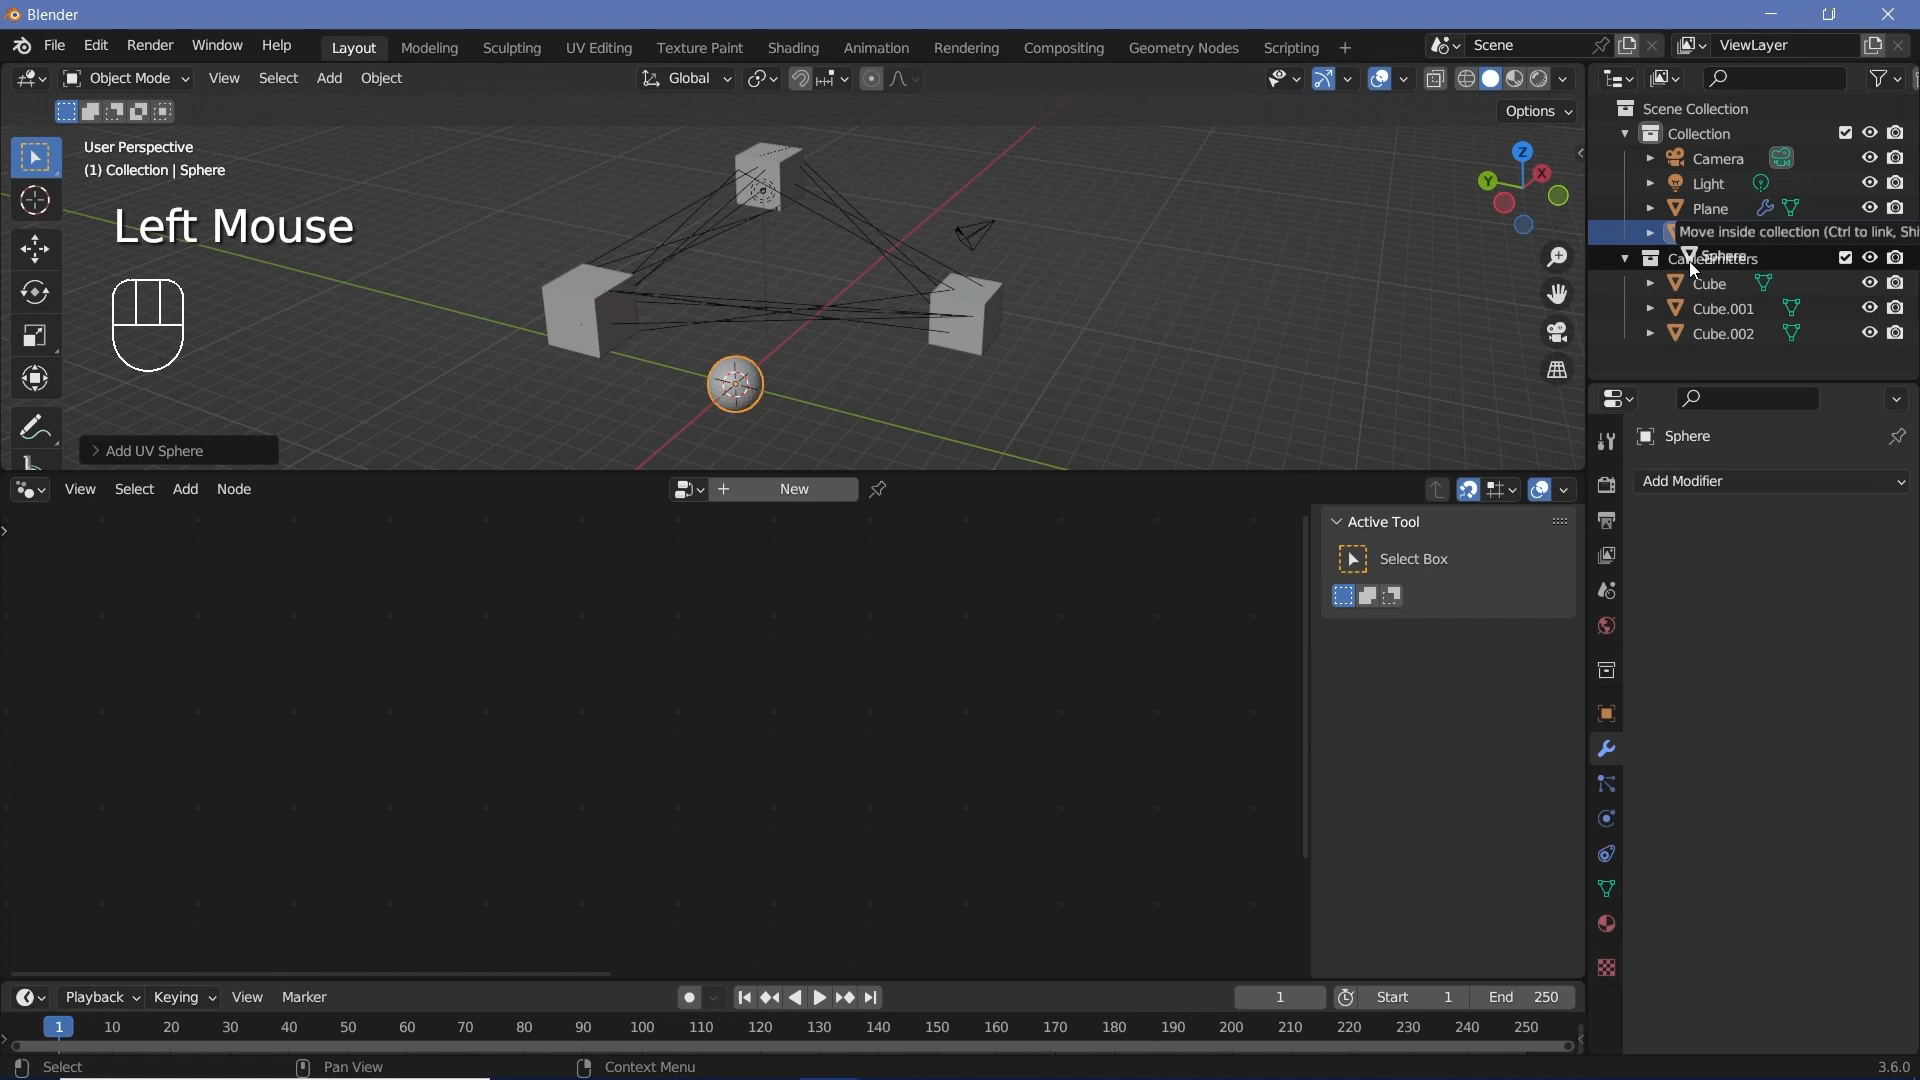 Blender
File Edit Render Window Help Layout Modeling Sculpting UV Editing Texture Paint Shading Animation Rendering Compositing Geometry Nodes Scripting + Scene ViewLayer
Object Mode View Select Add Object Global
Options
User Perspective
(1) Collection | Sphere
Left Mouse
Z
X
Y
Add UV Sphere
Scene Collection
Collection
Camera
Light
Plane
Move inside collection (Ctrl to link, Shi
Sphere
Cube
Cube.001
Cube.002
Sphere
Add Modifier
View Select Add Node + New
Active Tool
Select Box
Playback Keying View Marker 1 Start 1 End 250
1 10 20 30 40 50 60 70 80 90 100 110 120 130 140 150 160 170 180 190 200 210 220 230 240 250
Select Pan View Context Menu 3.6.0